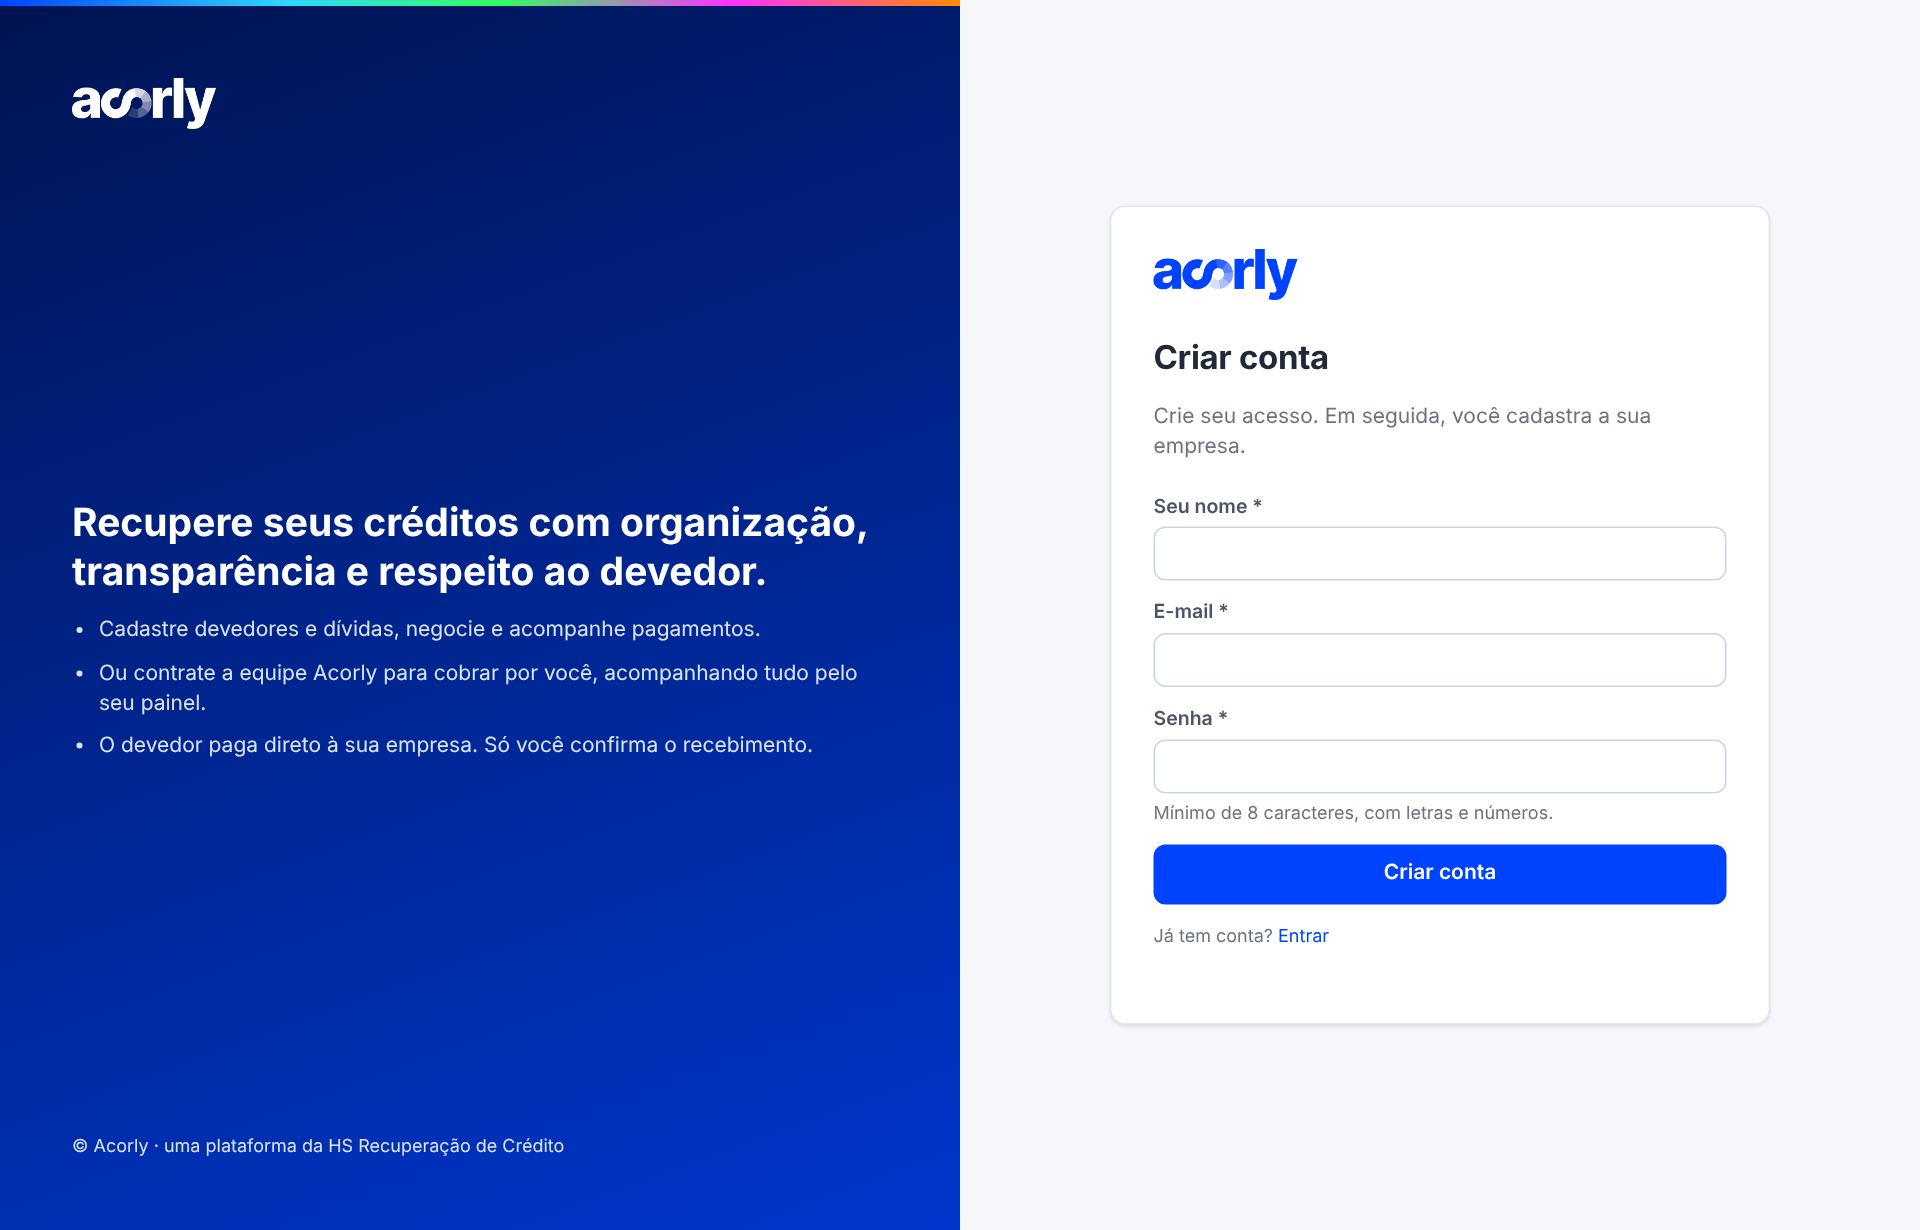 acorly
Recupere seus créditos com organização,
transparência e respeito ao devedor.
• Cadastre devedores e dívidas, negocie e acompanhe pagamentos.
• Ou contrate a equipe Acorly para cobrar por você, acompanhando tudo pelo
seu painel.
• O devedor paga direto à sua empresa. Só você confirma o recebimento.
© Acorly · uma plataforma da HS Recuperação de Crédito
acorly
Criar conta
Crie seu acesso. Em seguida, você cadastra a sua
empresa.
Seu nome *
E-mail *
Senha *
Mínimo de 8 caracteres, com letras e números.
Criar conta
Já tem conta? Entrar